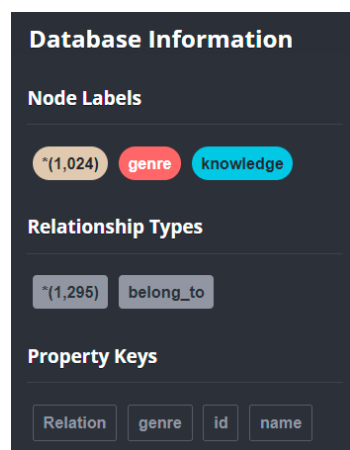 Database Information
Node Labels
*(1,024) genre knowledge
Relationship Types
*(1,295) belong_to
Property Keys
Relation genre id name